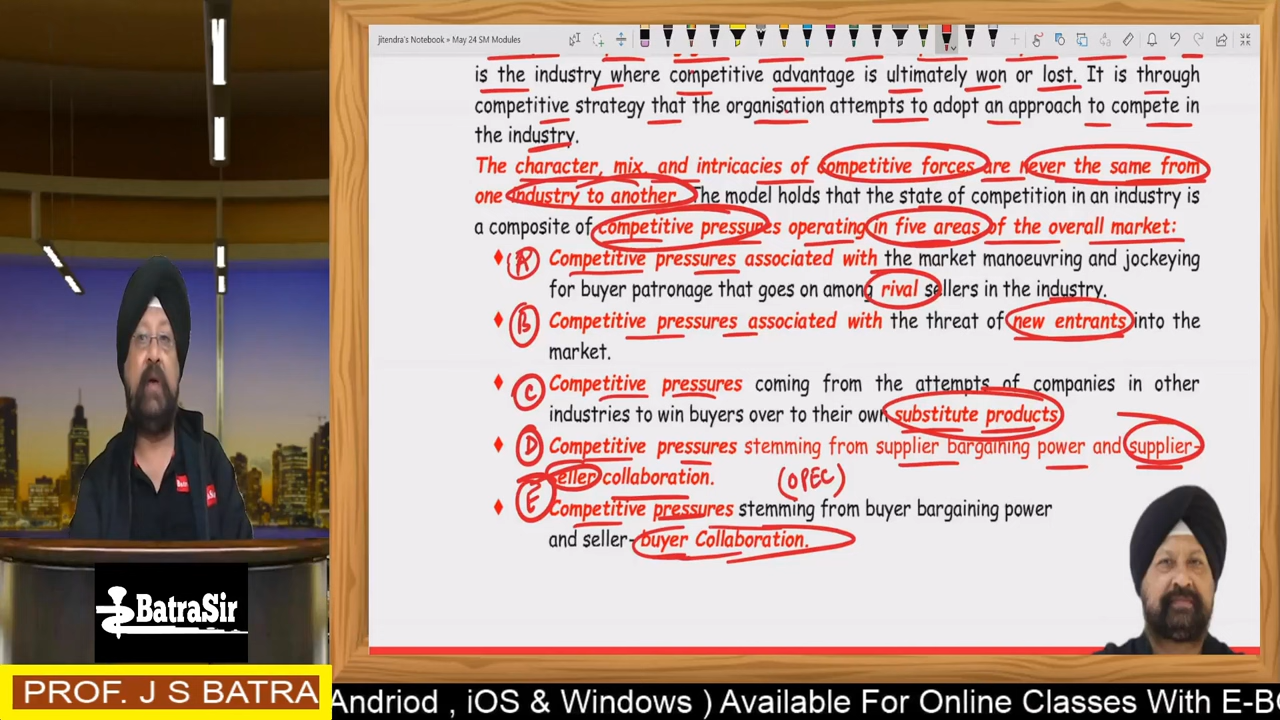 jitendra's Notebook » May 24 SM Modules
is the industry where competitive advantage is ultimately won or lost. It is through
competitive strategy that the organisation attempts to adopt an approach to compete in
the industry.
The character, mix, and intricacies of competitive forces are never the same from
one industry to another. The model holds that the state of competition in an industry is
a composite of competitive pressures operating in five areas of the overall market:
♦ A Competitive pressures associated with the market manoeuvring and jockeying
for buyer patronage that goes on among rival sellers in the industry.
♦ B Competitive pressures associated with the threat of new entrants into the
market.
♦ C Competitive pressures coming from the attempts of companies in other
industries to win buyers over to their own substitute products.
♦ D Competitive pressures stemming from supplier bargaining power and supplier-
seller collaboration. (OPEC)
♦ E Competitive pressures stemming from buyer bargaining power
and seller-buyer Collaboration.
BatraSir
PROF. J S BATRA
Andriod , iOS & Windows ) Available For Online Classes With E-B